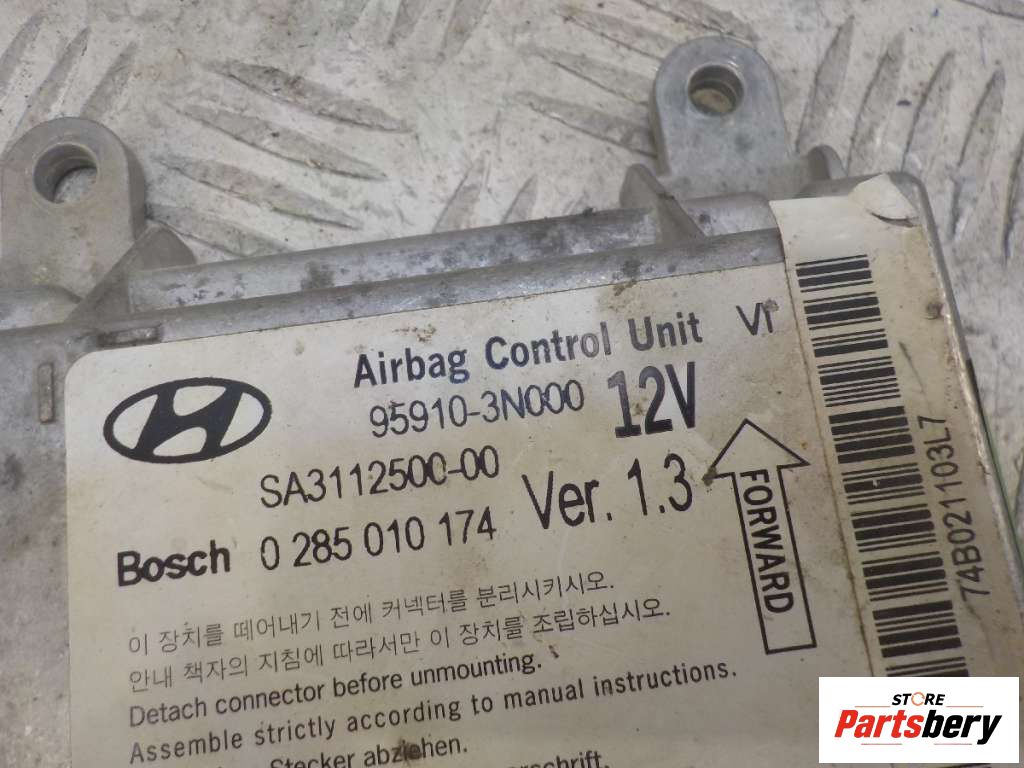 Airbag Control Unit VI
95910-3N000 12V
SA3112500-00
Ver. 1.3
Bosch 0 285 010 174
FORWARD
74B021103L7
이 장치를 떼어내기 전에 커넥터를 분리시키시오.
안내 책자의 지침에 따라서만 이 장치를 조립하십시오.
Detach connector before unmounting.
Assemble strictly according to manual instructions.
Stecker abziehen.
STORE
Partsbery